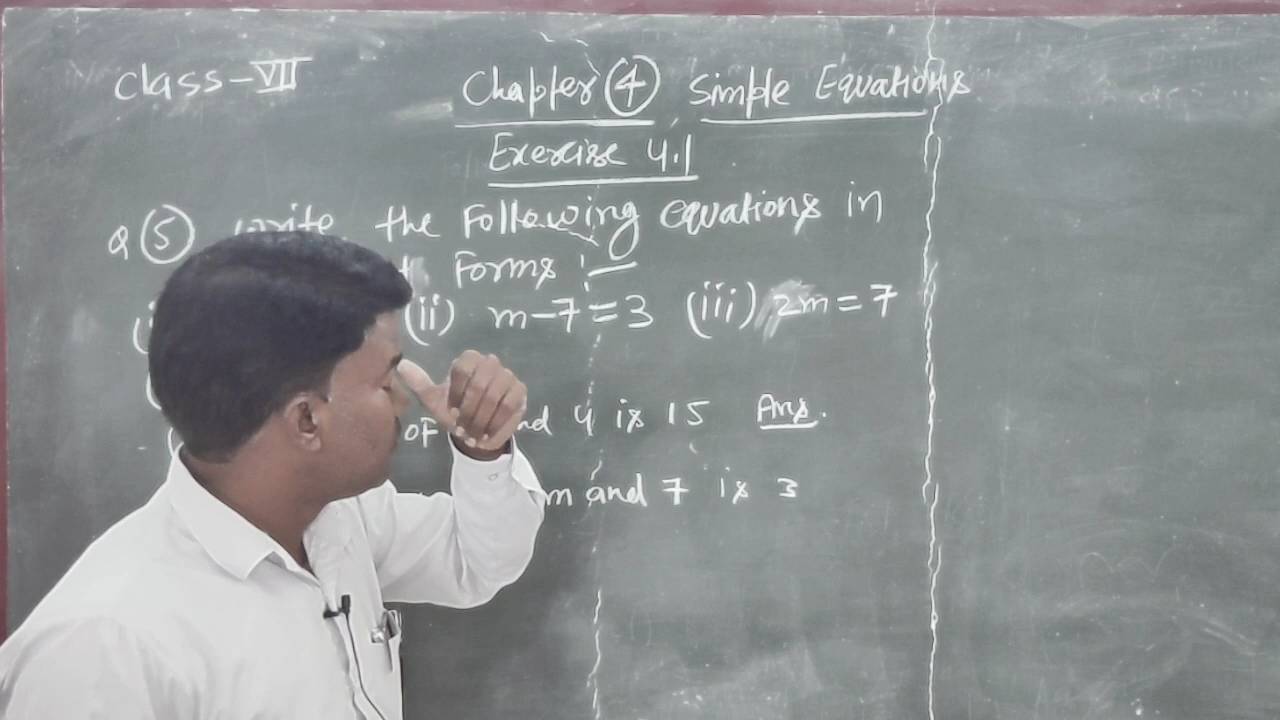 Class-VII
Chapter 4 Simple Equations
Exercise 4.1
Q 5 write the Following equations in
Forms :-
(ii) m-7=3 (iii) 2m=7
of and 4 is 15 Ans.
m and 7 is 3